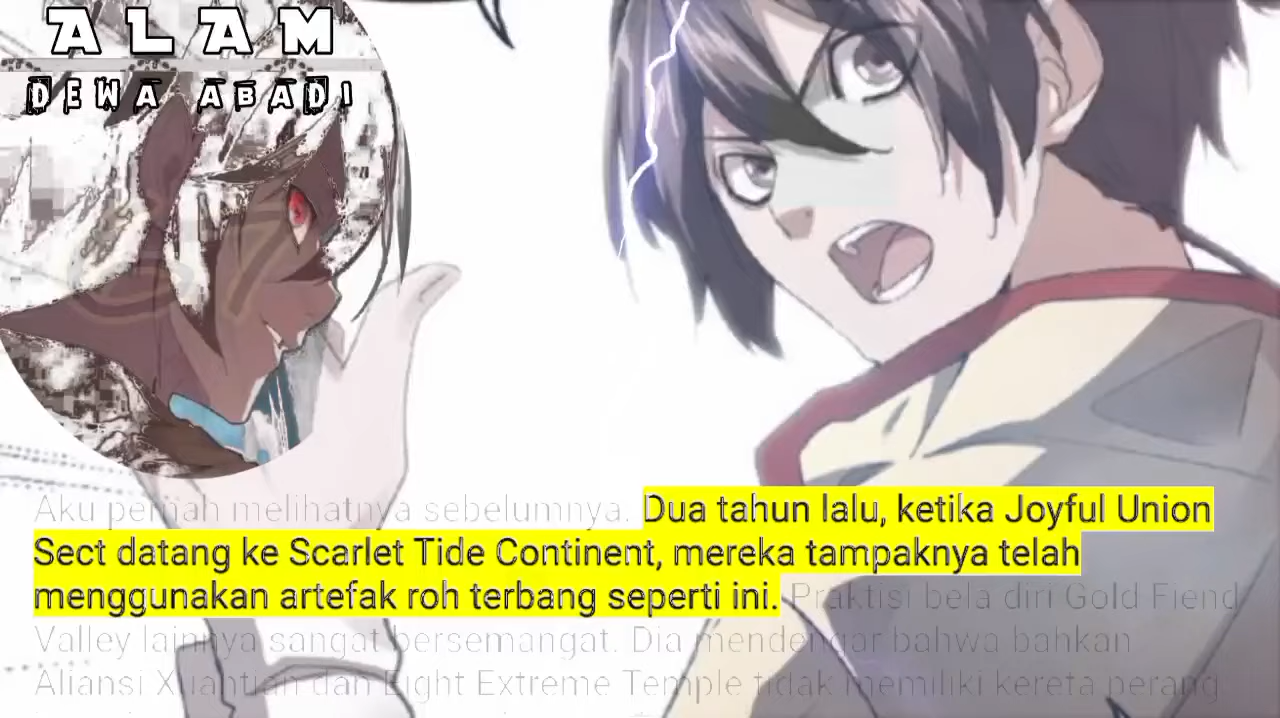 ALAM
DEWA ABADI
Aku pernah melihatnya sebelumnya. Dua tahun lalu, ketika Joyful Union
Sect datang ke Scarlet Tide Continent, mereka tampaknya telah
menggunakan artefak roh terbang seperti ini. Praktisi bela diri Gold Fiend
Valley lainnya sangat bersemangat. Dia mendengar bahwa bahkan
Aliansi Xuantian dan Eight Extreme Temple tidak memiliki kereta perang